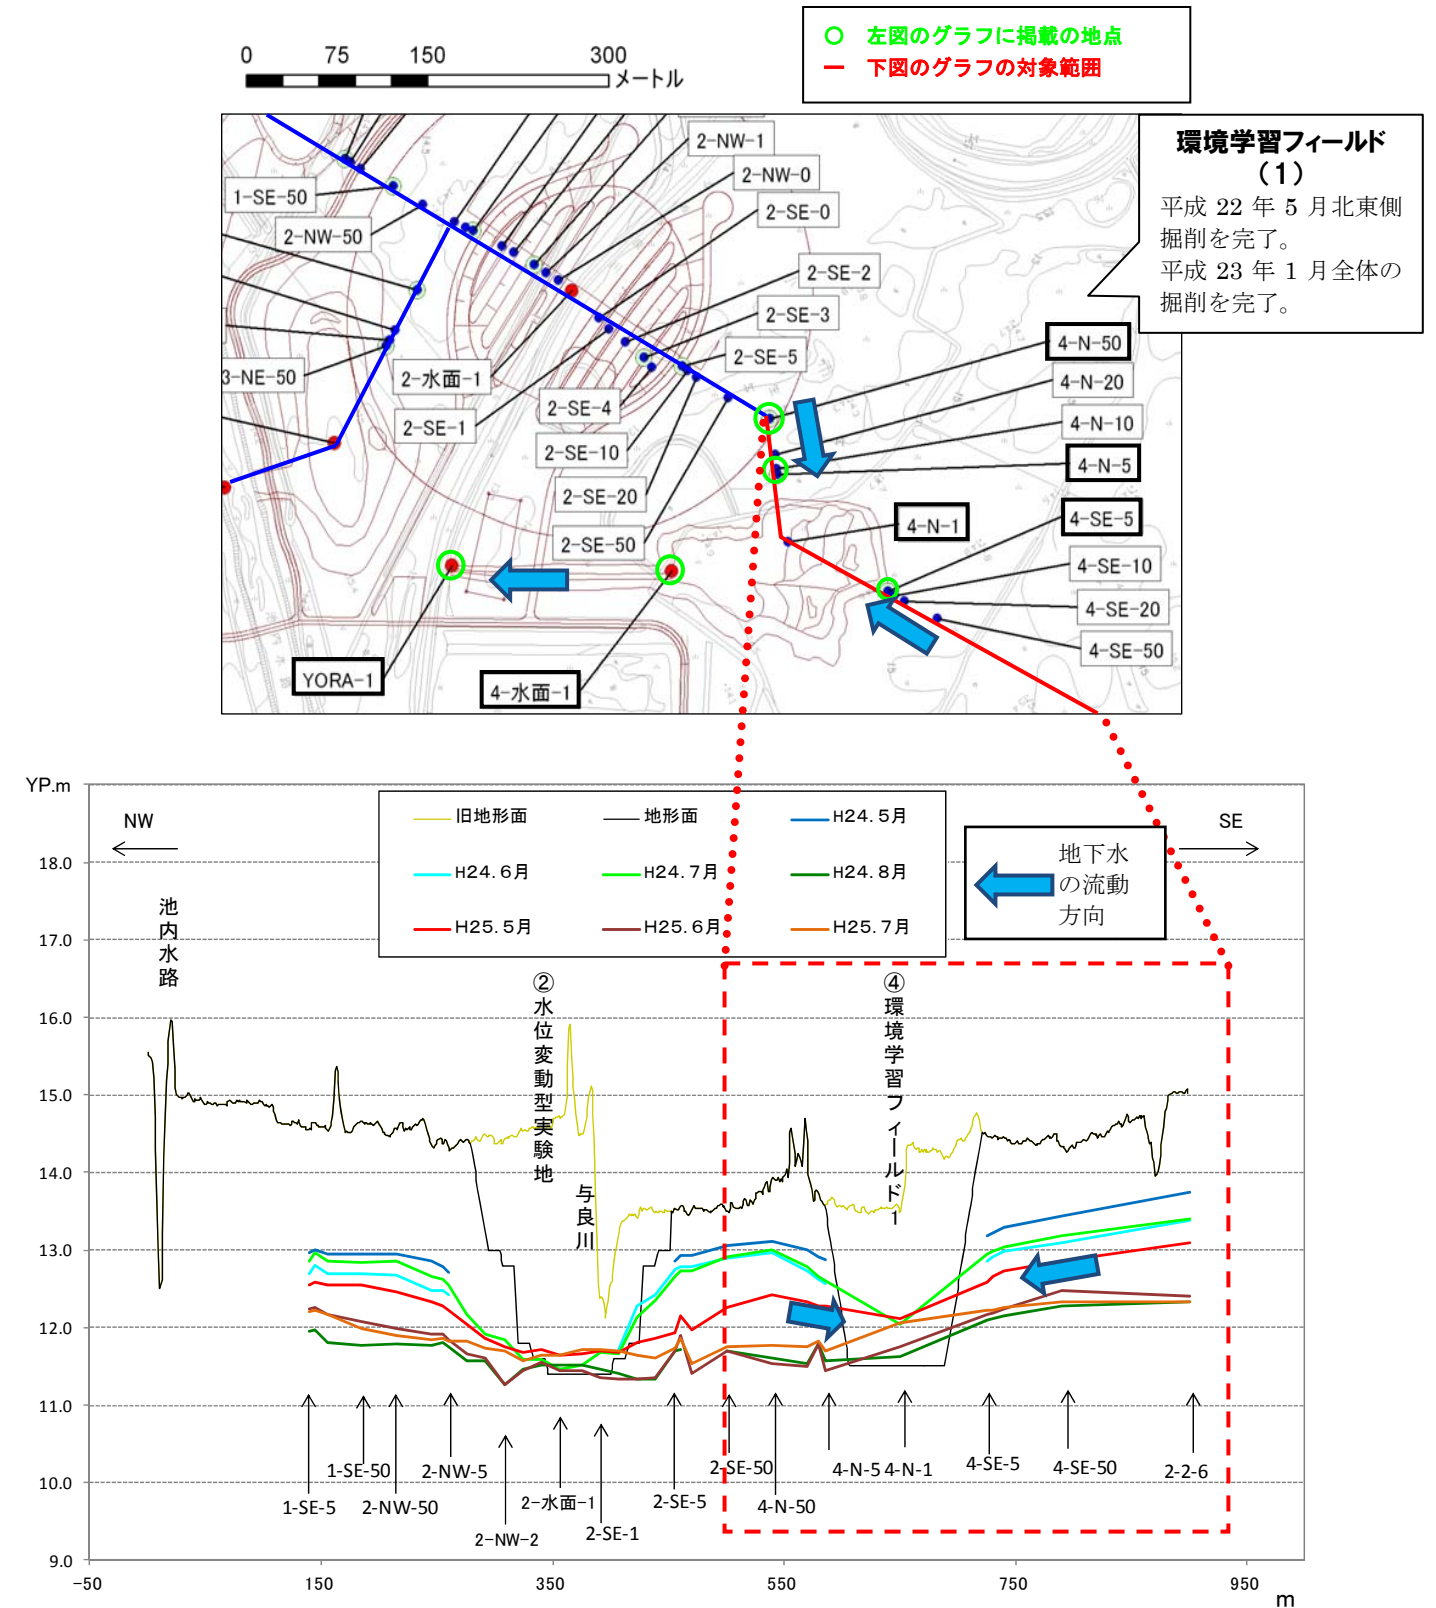 左図のグラフに掲載の地点
下図のグラフの対象範囲
0 75 150 300
メートル
環境学習フィールド
(1)
平成 22 年 5 月北東側
掘削を完了。
平成 23 年 1 月全体の
掘削を完了。
2-NW-1
2-NW-0
1-SE-50
2-SE-0
2-NW-50
2-SE-2
2-SE-3
4-N-50
2-SE-5
3-NE-50
2-水面-1
4-N-20
2-SE-4
4-N-10
2-SE-1
2-SE-10
4-N-5
2-SE-20
4-N-1
4-SE-5
2-SE-50
4-SE-10
4-SE-20
4-SE-50
YORA-1
4-水面-1
YP.m
NW
SE
旧地形面
地形面
H24.5月
H24.6月
H24.7月
H24.8月
H25.5月
H25.6月
H25.7月
地下水
の流動
方向
池内水路
②水位変動型実験地
与良川
④環境学習フィールド1
18.0
17.0
16.0
15.0
14.0
13.0
12.0
11.0
10.0
9.0
1-SE-5
1-SE-50
2-NW-50
2-NW-5
2-NW-2
2-水面-1
2-SE-1
2-SE-5
2-SE-50
4-N-50
4-N-5
4-N-1
4-SE-5
4-SE-50
2-2-6
-50 150 350 550 750 950
m